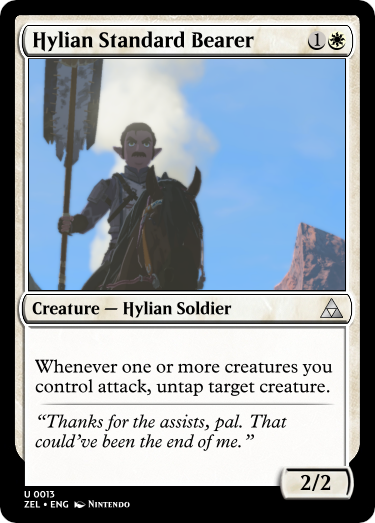 Hylian Standard Bearer 1
Creature — Hylian Soldier
Whenever one or more creatures you
control attack, untap target creature.
“Thanks for the assists, pal. That
could’ve been the end of me.”
2/2
U 0013
ZEL • ENG Nintendo